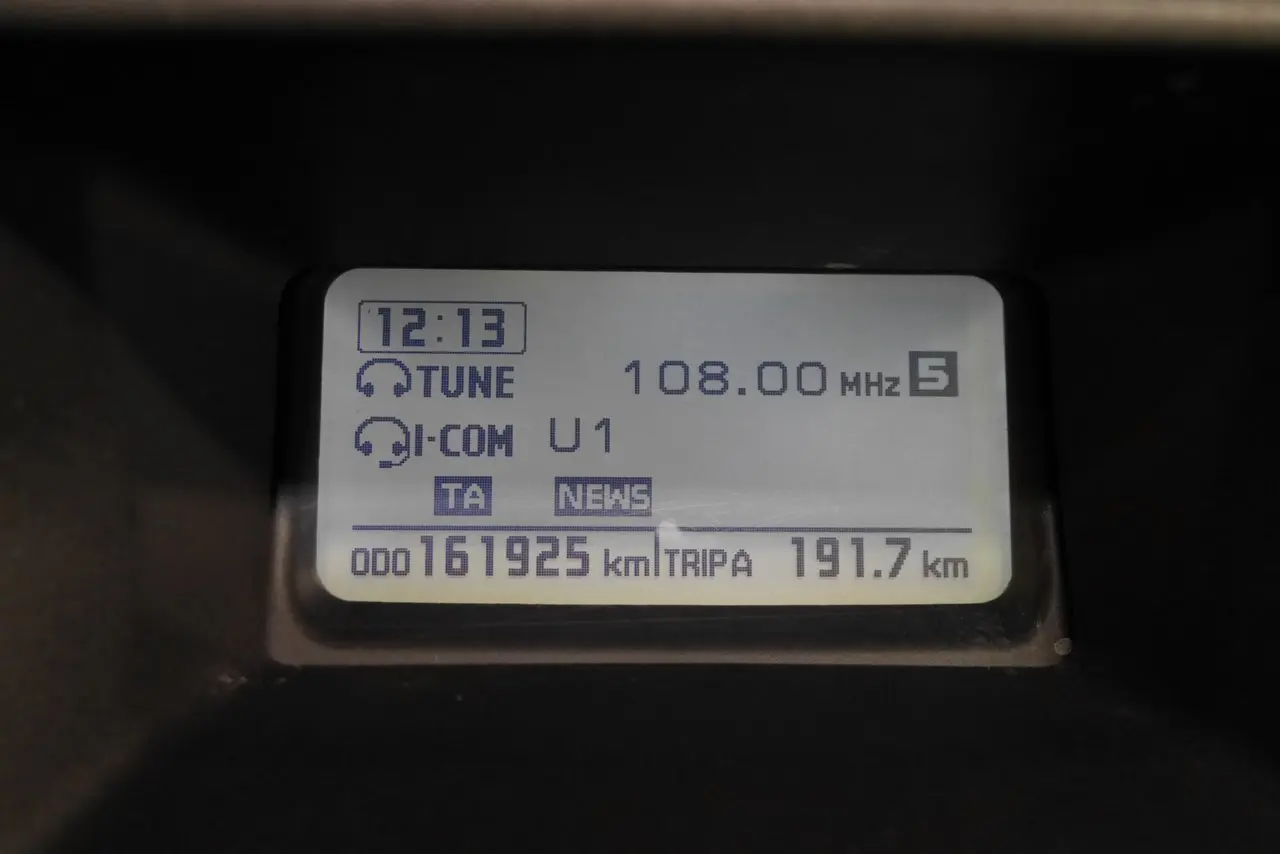 12:13
TUNE 108.00 MHz 5
I-COM U1
TA NEWS
ODO 161925 km TRIPA 191.7 km